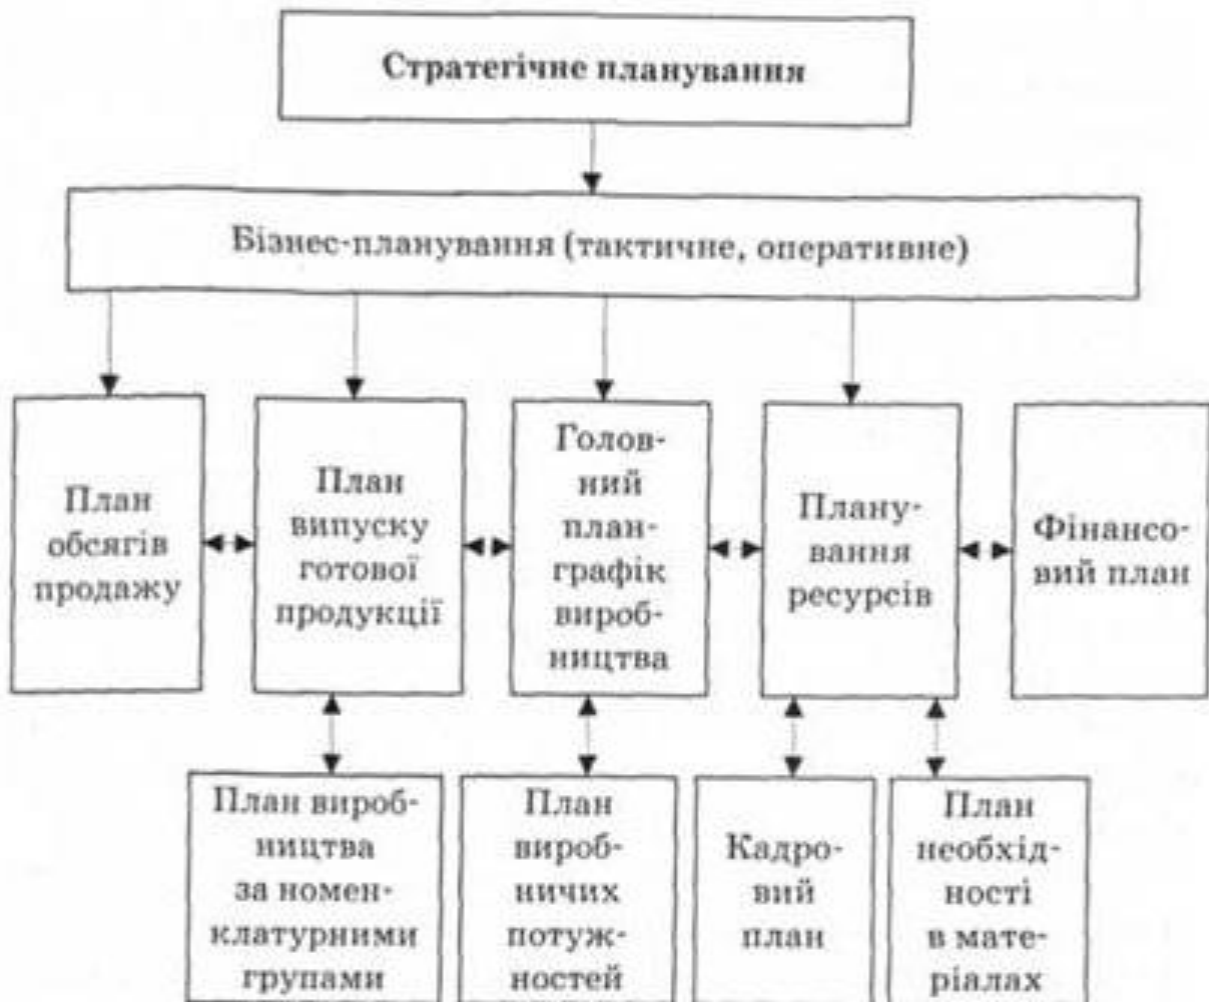 Стратегічне планування
Бізнес-планування (тактичне, оперативне)
План
обсягів
продажу
План
випуску
готової
продукції
Голов-
ний
план-
графік
вироб-
ництва
Плану-
вання
ресурсів
Фінансо-
вий план
План вироб-
ництва
за номен-
клатурними
групами
План
вироб-
ничих
потуж-
ностей
Кадро-
вий
план
План
необхід-
ності
в мате-
ріалах